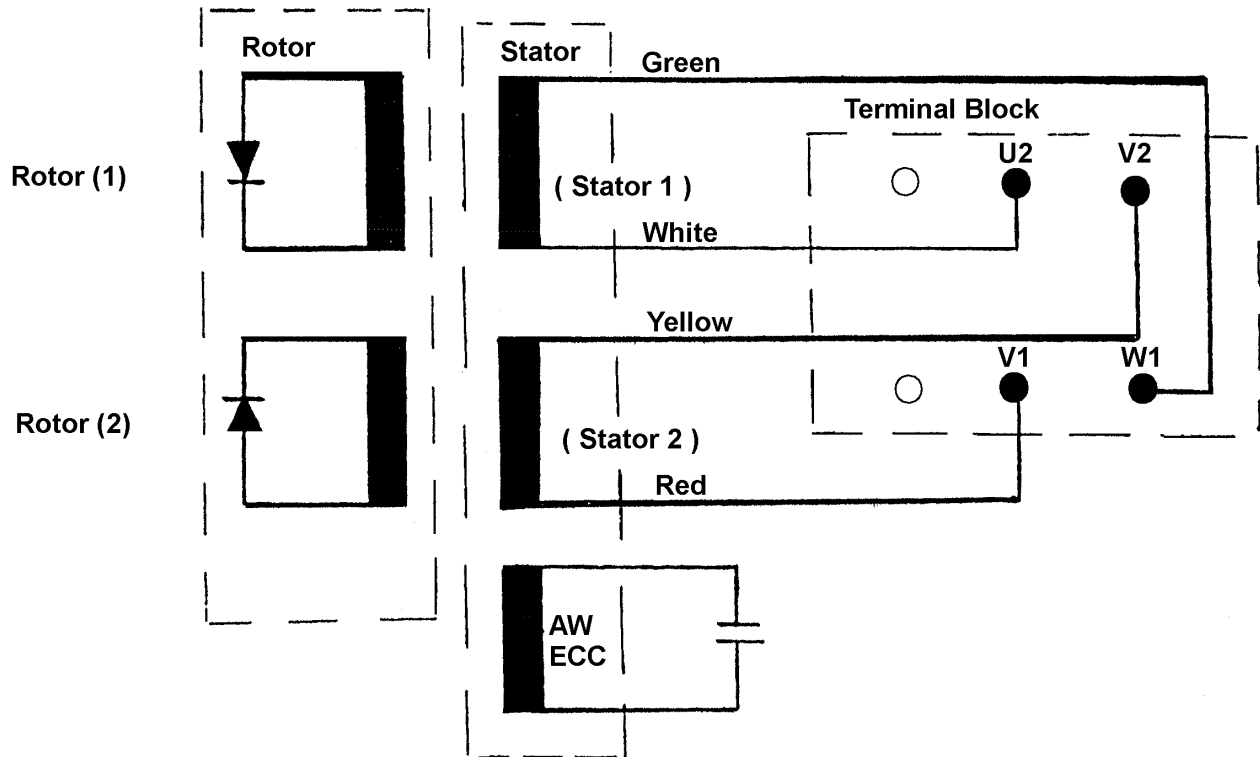 Rotor
Stator
Green
Terminal Block
U2
V2
Rotor (1)
( Stator 1 )
White
Yellow
V1
W1
Rotor (2)
( Stator 2 )
Red
AW
ECC